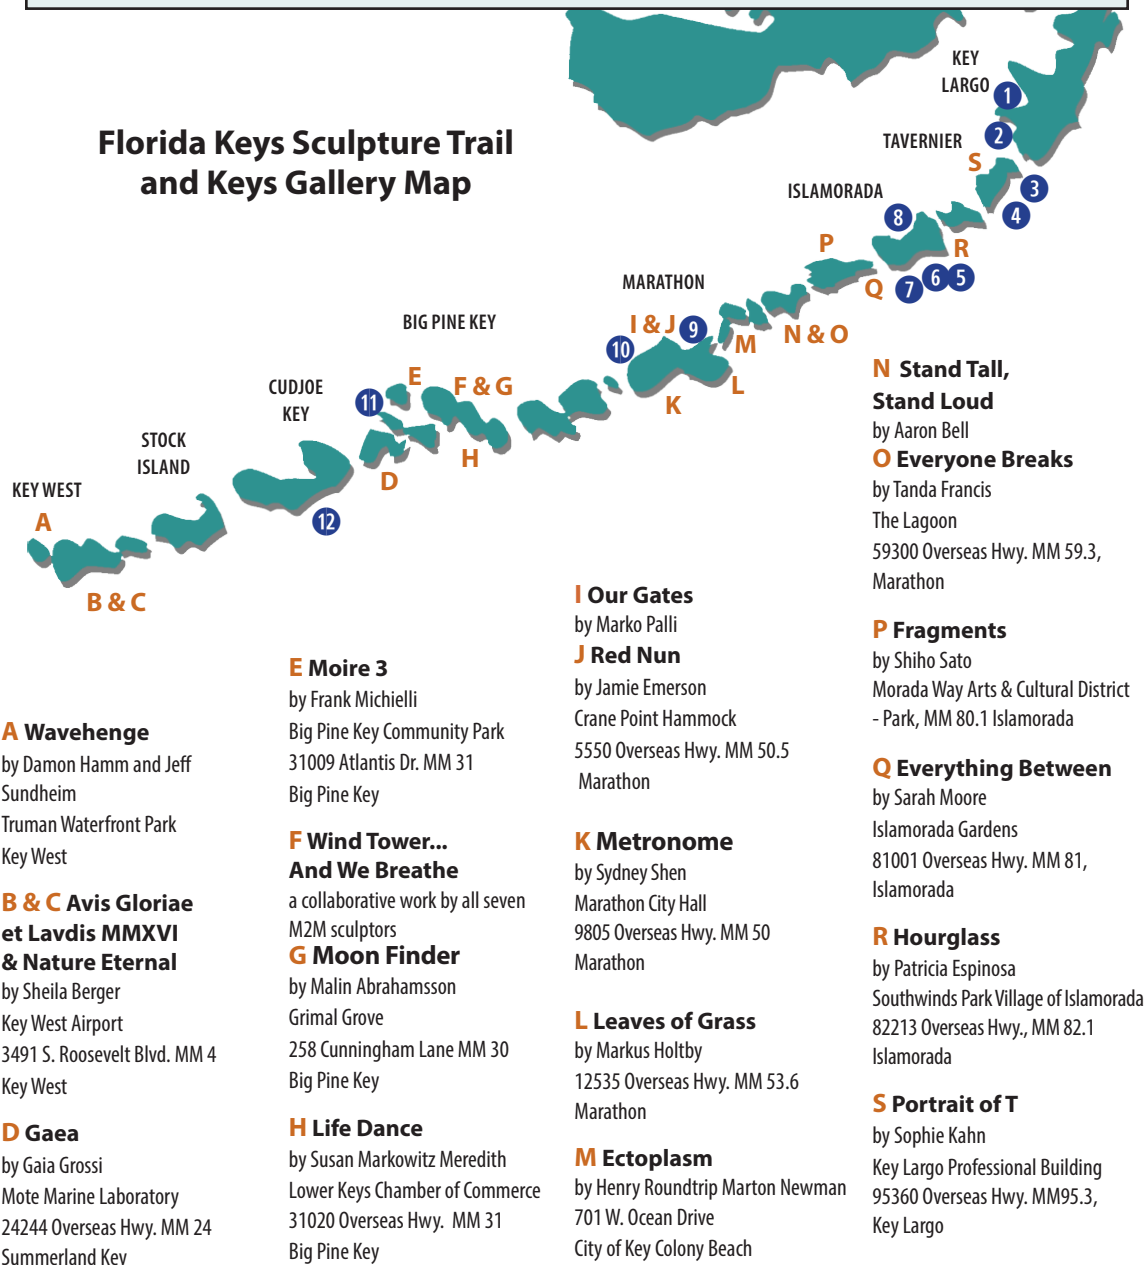 Florida Keys Sculpture Trail
and Keys Gallery Map
KEY
LARGO
1
TAVERNIER
2
S
3
ISLAMORADA
4
8
P
R
Q
7
6
5
MARATHON
I & J
9
10
M
N & O
L
K
BIG PINE KEY
E
F & G
CUDJOE
KEY
11
H
D
STOCK
ISLAND
12
KEY WEST
A
B & C
A Wavehenge
by Damon Hamm and Jeff
Sundheim
Truman Waterfront Park
Key West
B & C Avis Gloriae
et Lavdis MMXVI
& Nature Eternal
by Sheila Berger
Key West Airport
3491 S. Roosevelt Blvd. MM 4
Key West
D Gaea
by Gaia Grossi
Mote Marine Laboratory
24244 Overseas Hwy. MM 24
Summerland Key
E Moire 3
by Frank Michielli
Big Pine Key Community Park
31009 Atlantis Dr. MM 31
Big Pine Key
F Wind Tower...
And We Breathe
a collaborative work by all seven
M2M sculptors
G Moon Finder
by Malin Abrahamsson
Grimal Grove
258 Cunningham Lane MM 30
Big Pine Key
H Life Dance
by Susan Markowitz Meredith
Lower Keys Chamber of Commerce
31020 Overseas Hwy. MM 31
Big Pine Key
I Our Gates
by Marko Palli
J Red Nun
by Jamie Emerson
Crane Point Hammock
5550 Overseas Hwy. MM 50.5
Marathon
K Metronome
by Sydney Shen
Marathon City Hall
9805 Overseas Hwy. MM 50
Marathon
L Leaves of Grass
by Markus Holtby
12535 Overseas Hwy. MM 53.6
Marathon
M Ectoplasm
by Henry Roundtrip Marton Newman
701 W. Ocean Drive
City of Key Colony Beach
N Stand Tall,
Stand Loud
by Aaron Bell
O Everyone Breaks
by Tanda Francis
The Lagoon
59300 Overseas Hwy. MM 59.3,
Marathon
P Fragments
by Shiho Sato
Morada Way Arts & Cultural District
- Park, MM 80.1 Islamorada
Q Everything Between
by Sarah Moore
Islamorada Gardens
81001 Overseas Hwy. MM 81,
Islamorada
R Hourglass
by Patricia Espinosa
Southwinds Park Village of Islamorada
82213 Overseas Hwy., MM 82.1
Islamorada
S Portrait of T
by Sophie Kahn
Key Largo Professional Building
95360 Overseas Hwy. MM95.3,
Key Largo